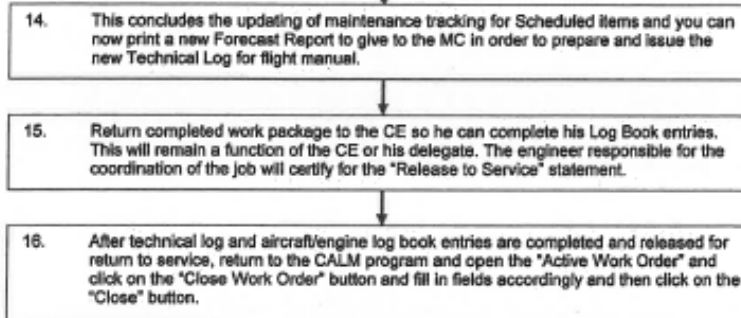 14. This concludes the updating of maintenance tracking for Scheduled items and you can
now print a new Forecast Report to give to the MC in order to prepare and issue the
new Technical Log for flight manual.
15. Return completed work package to the CE so he can complete his Log Book entries.
This will remain a function of the CE or his delegate. The engineer responsible for the
coordination of the job will certify for the "Release to Service" statement.
16. After technical log and aircraft/engine log book entries are completed and released for
return to service, return to the CALM program and open the "Active Work Order" and
click on the "Close Work Order" button and fill in fields accordingly and then click on the
"Close" button.